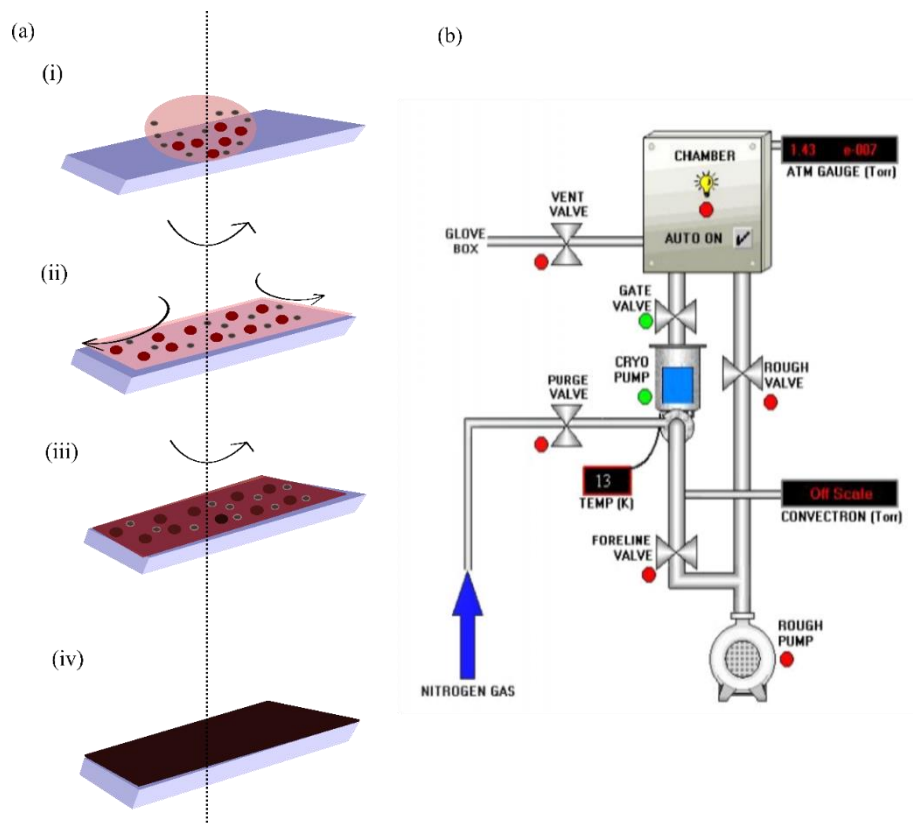 (a)
(i)
(ii)
(iii)
(iv)
(b)
CHAMBER
AUTO ON
1.43 e-007
ATM GAUGE (Torr)
VENT
VALVE
GLOVE
BOX
GATE
VALVE
CRYO
PUMP
PURGE
VALVE
ROUGH
VALVE
13
TEMP (K)
Off Scale
CONVECTRON (Torr)
FORELINE
VALVE
ROUGH
PUMP
NITROGEN GAS